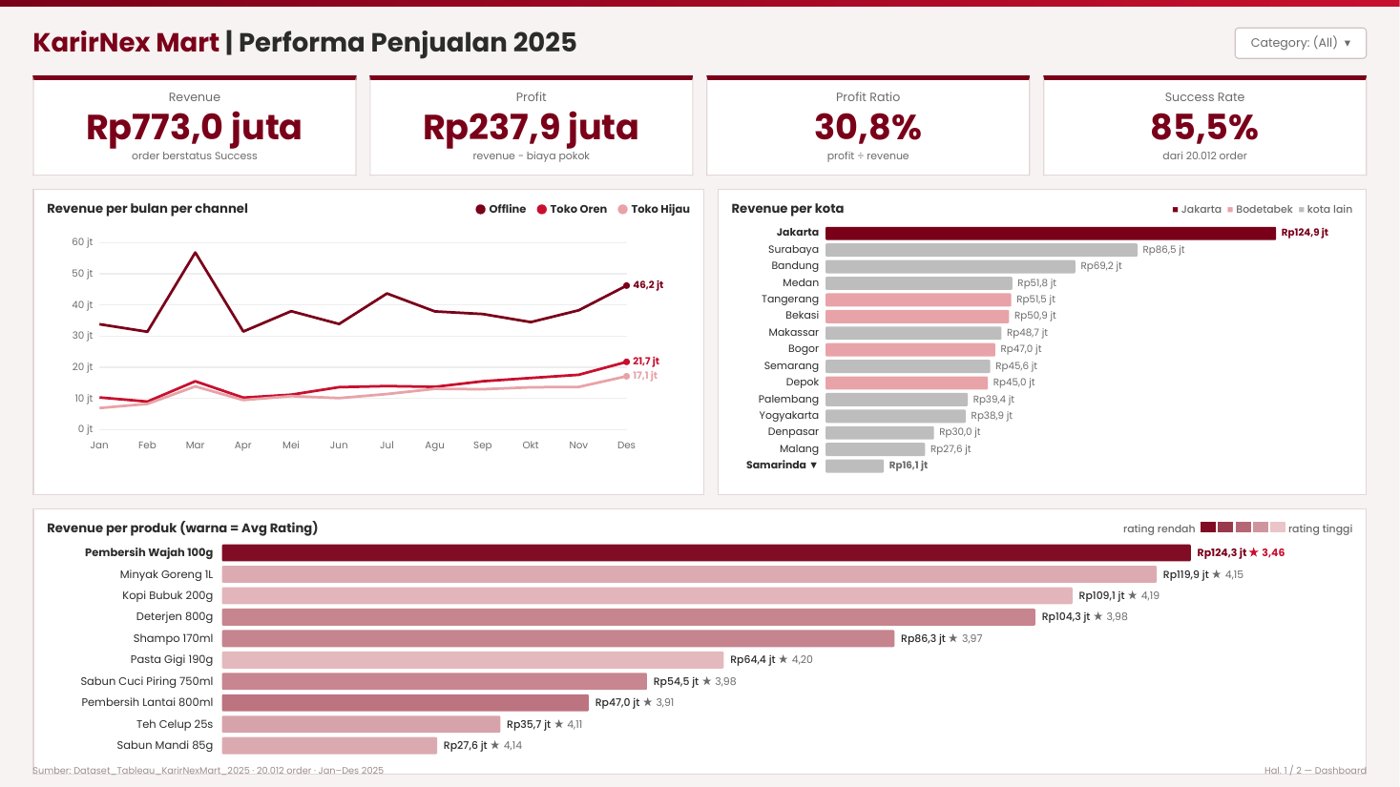 KarirNex Mart | Performa Penjualan 2025
Category: (All) ▾
Revenue
Rp773,0 juta
order berstatus Success
Profit
Rp237,9 juta
revenue − biaya pokok
Profit Ratio
30,8%
profit ÷ revenue
Success Rate
85,5%
dari 20.012 order
Revenue per bulan per channel
Offline Toko Oren Toko Hijau
60 jt
50 jt
40 jt
30 jt
20 jt
10 jt
0 jt
46,2 jt
21,7 jt
17,1 jt
Jan Feb Mar Apr Mei Jun Jul Agu Sep Okt Nov Des
Revenue per kota
Jakarta Bodetabek kota lain
Jakarta Rp124,9 jt
Surabaya Rp86,5 jt
Bandung Rp69,2 jt
Medan Rp51,8 jt
Tangerang Rp51,5 jt
Bekasi Rp50,9 jt
Makassar Rp48,7 jt
Bogor Rp47,0 jt
Semarang Rp45,6 jt
Depok Rp45,0 jt
Palembang Rp39,4 jt
Yogyakarta Rp38,9 jt
Denpasar Rp30,0 jt
Malang Rp27,6 jt
Samarinda ▼ Rp16,1 jt
Revenue per produk (warna = Avg Rating)
rating rendah rating tinggi
Pembersih Wajah 100g Rp124,3 jt ★ 3,46
Minyak Goreng 1L Rp119,9 jt ★ 4,15
Kopi Bubuk 200g Rp109,1 jt ★ 4,19
Deterjen 800g Rp104,3 jt ★ 3,98
Shampo 170ml Rp86,3 jt ★ 3,97
Pasta Gigi 190g Rp64,4 jt ★ 4,20
Sabun Cuci Piring 750ml Rp54,5 jt ★ 3,98
Pembersih Lantai 800ml Rp47,0 jt ★ 3,91
Teh Celup 25s Rp35,7 jt ★ 4,11
Sabun Mandi 85g Rp27,6 jt ★ 4,14
Sumber: Dataset_Tableau_KarirNexMart_2025 · 20.012 order · Jan–Des 2025
Hal. 1 / 2 — Dashboard